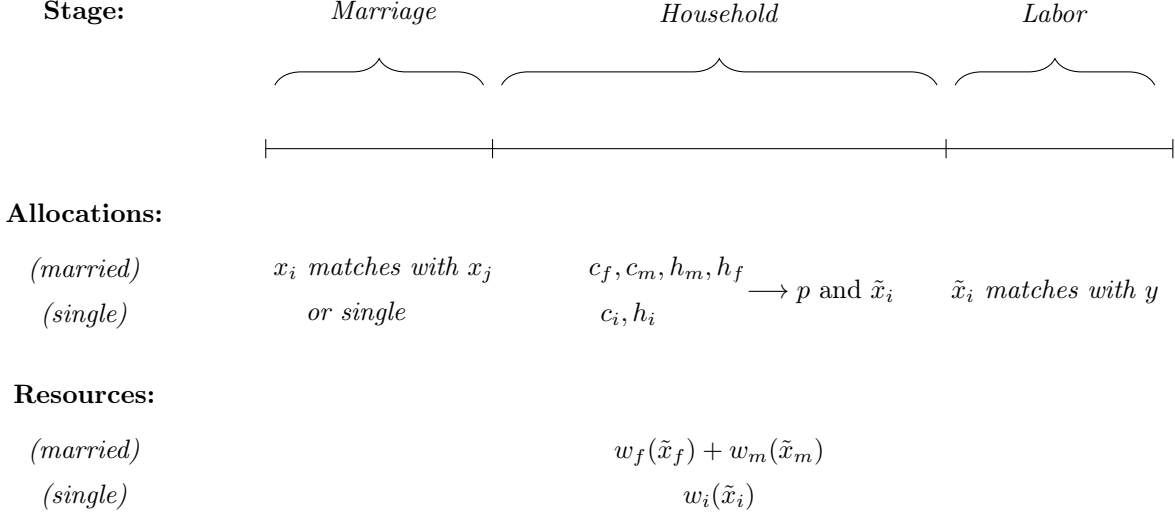 Stage: Marriage Household Labor
Allocations:
(married) x_i matches with x_j c_f, c_m, h_m, h_f
⟶ p and x̃_i x̃_i matches with y
(single) or single c_i, h_i
Resources:
(married) w_f(x̃_f) + w_m(x̃_m)
(single) w_i(x̃_i)